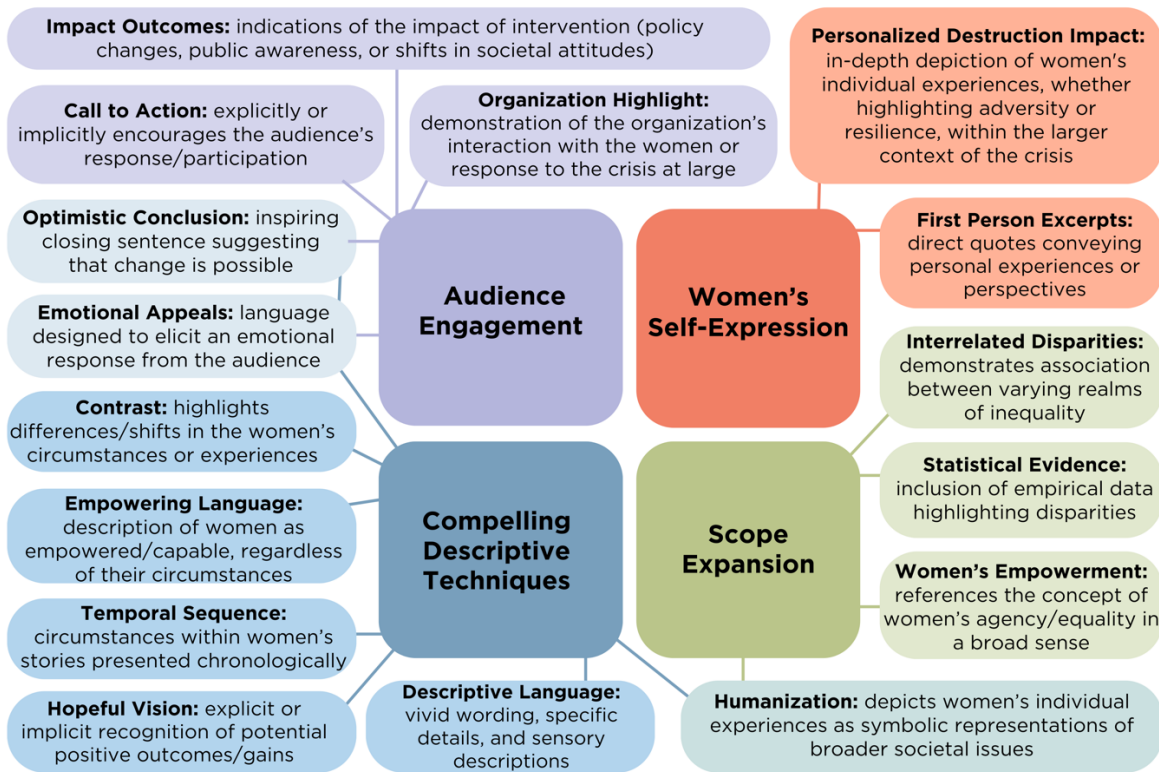 Impact Outcomes: indications of the impact of intervention (policy
changes, public awareness, or shifts in societal attitudes)
Call to Action: explicitly or
implicitly encourages the audience’s
response/participation
Organization Highlight:
demonstration of the organization’s
interaction with the women or
response to the crisis at large
Personalized Destruction Impact:
in-depth depiction of women's
individual experiences, whether
highlighting adversity or
resilience, within the larger
context of the crisis
Optimistic Conclusion: inspiring
closing sentence suggesting
that change is possible
Emotional Appeals: language
designed to elicit an emotional
response from the audience
Audience
Engagement
Women’s
Self-Expression
First Person Excerpts:
direct quotes conveying
personal experiences or
perspectives
Interrelated Disparities:
demonstrates association
between varying realms
of inequality
Contrast: highlights
differences/shifts in the women’s
circumstances or experiences
Empowering Language:
description of women as
empowered/capable, regardless
of their circumstances
Temporal Sequence:
circumstances within women’s
stories presented chronologically
Hopeful Vision: explicit or
implicit recognition of potential
positive outcomes/gains
Compelling
Descriptive
Techniques
Scope
Expansion
Statistical Evidence:
inclusion of empirical data
highlighting disparities
Women’s Empowerment:
references the concept of
women’s agency/equality in
a broad sense
Descriptive Language:
vivid wording, specific
details, and sensory
descriptions
Humanization: depicts women’s individual
experiences as symbolic representations of
broader societal issues